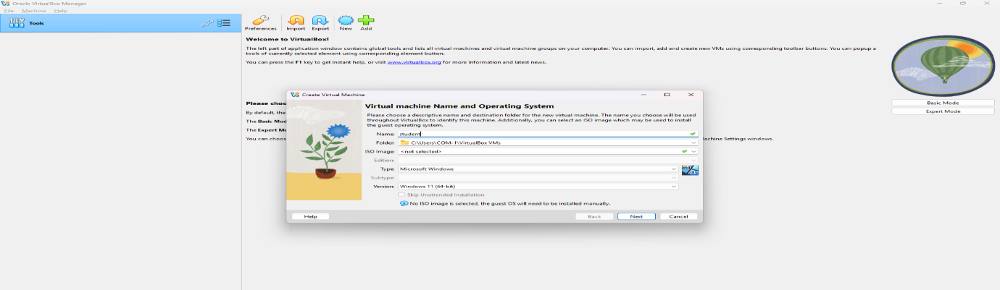 Oracle VirtualBox Manager
File Machine Help
Tools
Preferences Import Export New Add
Welcome to VirtualBox!
The left part of application window contains global tools and lists all virtual machines and virtual machine groups on your computer. You can import, add and create new VMs using corresponding toolbar buttons. You can popup a
tools of currently selected element using corresponding element button.
You can press the F1 key to get instant help, or visit www.virtualbox.org for more information and latest news.
Please choo
By default, the
The Basic Mod
The Expert Mo
You can choos
achine Settings windows.
Basic Mode
Expert Mode
Create Virtual Machine
Virtual machine Name and Operating System
Please choose a descriptive name and destination folder for the new virtual machine. The name you choose will be used
throughout VirtualBox to identify this machine. Additionally, you can select an ISO image which may be used to install
the guest operating system.
Name: student
Folder: C:\Users\COM-1\VirtualBox VMs
ISO Image: <not selected>
Edition:
Type: Microsoft Windows
Subtype:
Version: Windows 11 (64-bit)
Skip Unattended Installation
No ISO image is selected, the guest OS will need to be installed manually.
Help Back Next Cancel